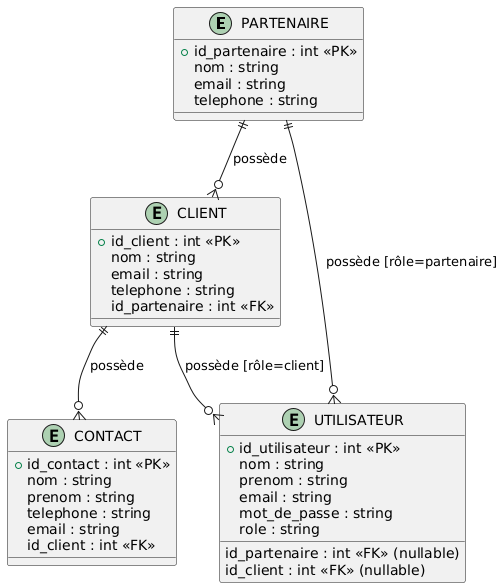 E PARTENAIRE
id_partenaire : int «PK»
nom : string
email : string
telephone : string
possède
E CLIENT
id_client : int «PK»
nom : string
email : string
telephone : string
id_partenaire : int «FK»
possède [rôle=partenaire]
possède
possède [rôle=client]
E CONTACT
id_contact : int «PK»
nom : string
prenom : string
telephone : string
email : string
id_client : int «FK»
E UTILISATEUR
id_utilisateur : int «PK»
nom : string
prenom : string
email : string
mot_de_passe : string
role : string
id_partenaire : int «FK» (nullable)
id_client : int «FK» (nullable)